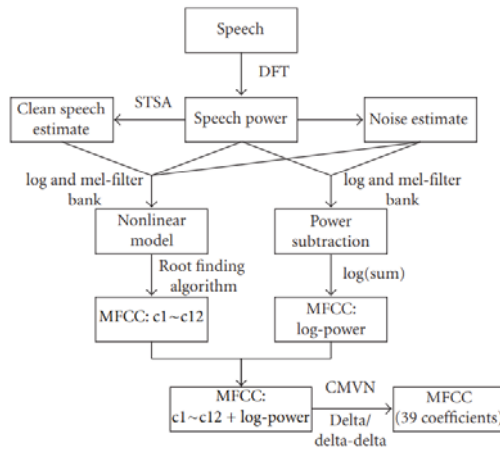 Speech
DFT
Clean speech
estimate
STSA
Speech power
Noise estimate
log and mel-filter
bank
log and mel-filter
bank
Nonlinear
model
Power
subtraction
Root finding
algorithm
log(sum)
MFCC: c1~c12
MFCC:
log-power
MFCC:
c1~c12 + log-power
CMVN
Delta/
delta-delta
MFCC
(39 coefficients)